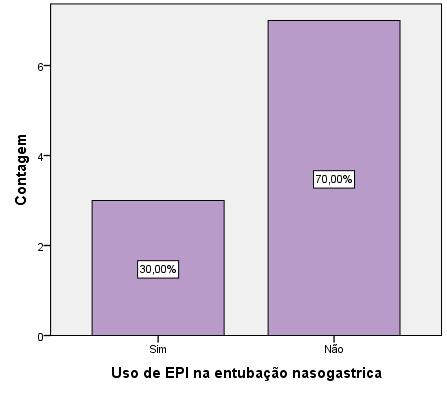 Contagem
6
4
2
0
70,00%
30,00%
Sim
Não
Uso de EPI na entubação nasogastrica